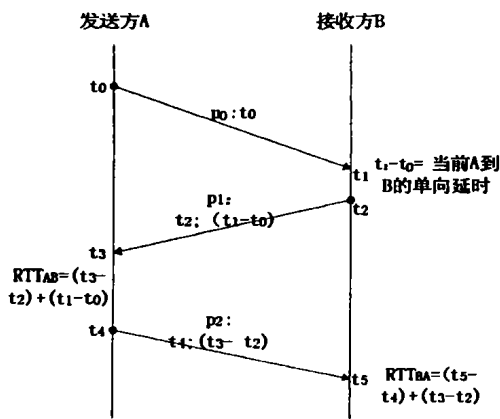 发送方A
接收方B
t0
p0:t0
t1
t1-t0= 当前A到
B的单向延时
p1:
t2; (t1-t0)
t2
t3
RTTAB=(t3-
t2)+(t1-t0)
t4
p2:
t4;(t3- t2)
t5
RTTBA=(t5-
t4)+(t3-t2)